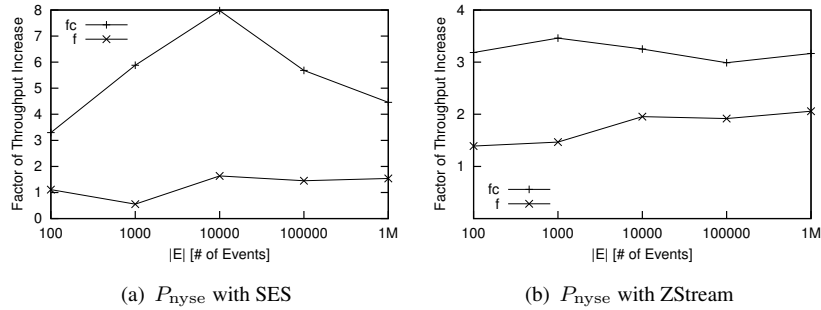 Factor of Throughput Increase
8
7
6
5
4
3
2
1
0
fc
f
100
1000
10000
100000
1M
|E| [# of Events]
(a) P_nyse with SES
Factor of Throughput Increase
4
3
2
1
fc
f
100
1000
10000
100000
1M
|E| [# of Events]
(b) P_nyse with ZStream